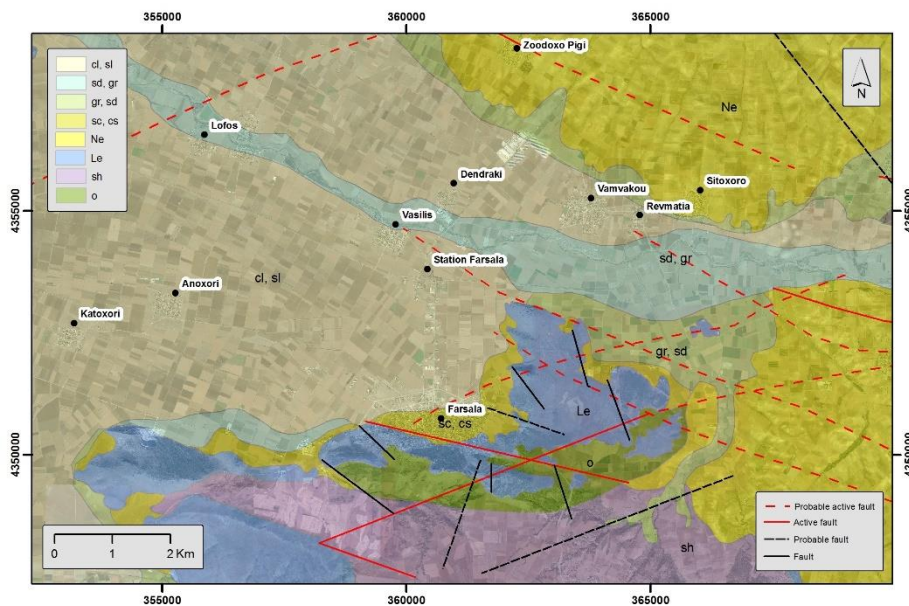 355000
360000
365000
cl, sl
sd, gr
gr, sd
sc, cs
Ne
Le
sh
o
Zoodoxo Pigi
N
Ne
Lofos
Dendraki
Vamvakou
Sitoxoro
Revmatia
4355000
4355000
Vasilis
sd, gr
Station Farsala
cl, sl
Anoxori
Katoxori
gr, sd
Le
Farsala
sc, cs
4350000
4350000
o
sh
Probable active fault
Active fault
Probable fault
Fault
0 1 2 Km
355000
360000
365000